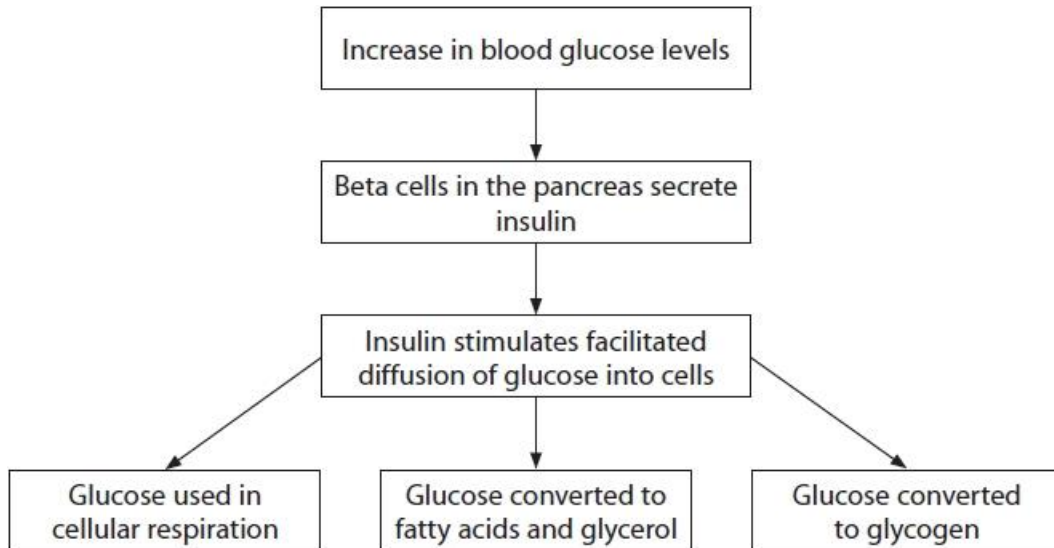 Increase in blood glucose levels
Beta cells in the pancreas secrete
insulin
Insulin stimulates facilitated
diffusion of glucose into cells
Glucose used in
cellular respiration
Glucose converted to
fatty acids and glycerol
Glucose converted
to glycogen